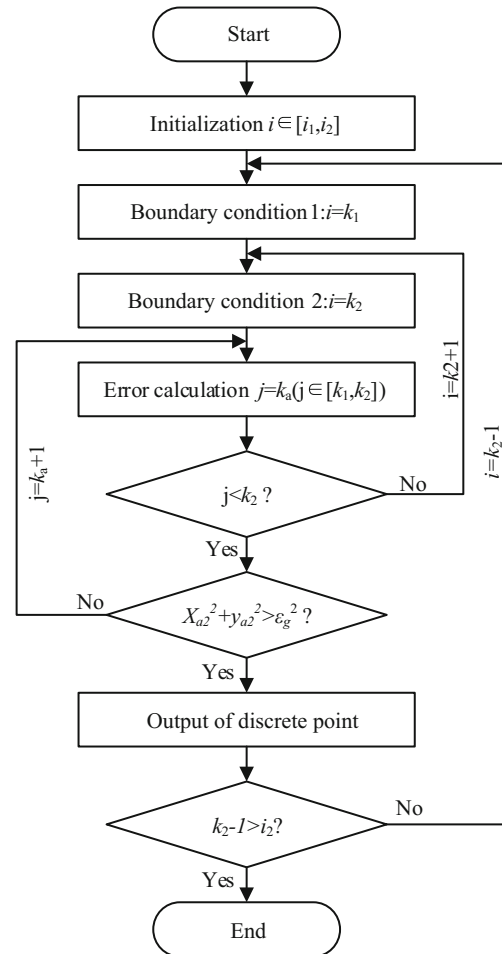 Start
Initialization i∈[i₁,i₂]
Boundary condition 1:i=k₁
Boundary condition 2:i=k₂
Error calculation j=kₐ(j∈[k₁,k₂])
i=k2+1
i=k₂-1
j=kₐ+1
j<k₂ ?
No
Yes
No
Xₐ₂²+yₐ₂²>ε_g² ?
Yes
Output of discrete point
k₂-1>i₂?
No
Yes
End